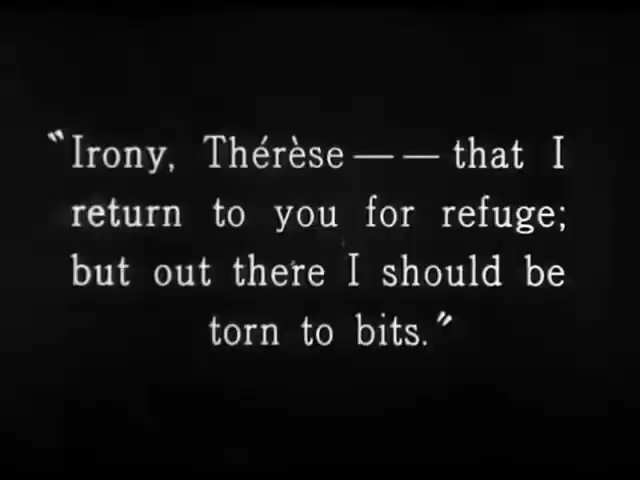 "Irony, Thérèse — — that I
return to you for refuge;
but out there I should be
torn to bits."